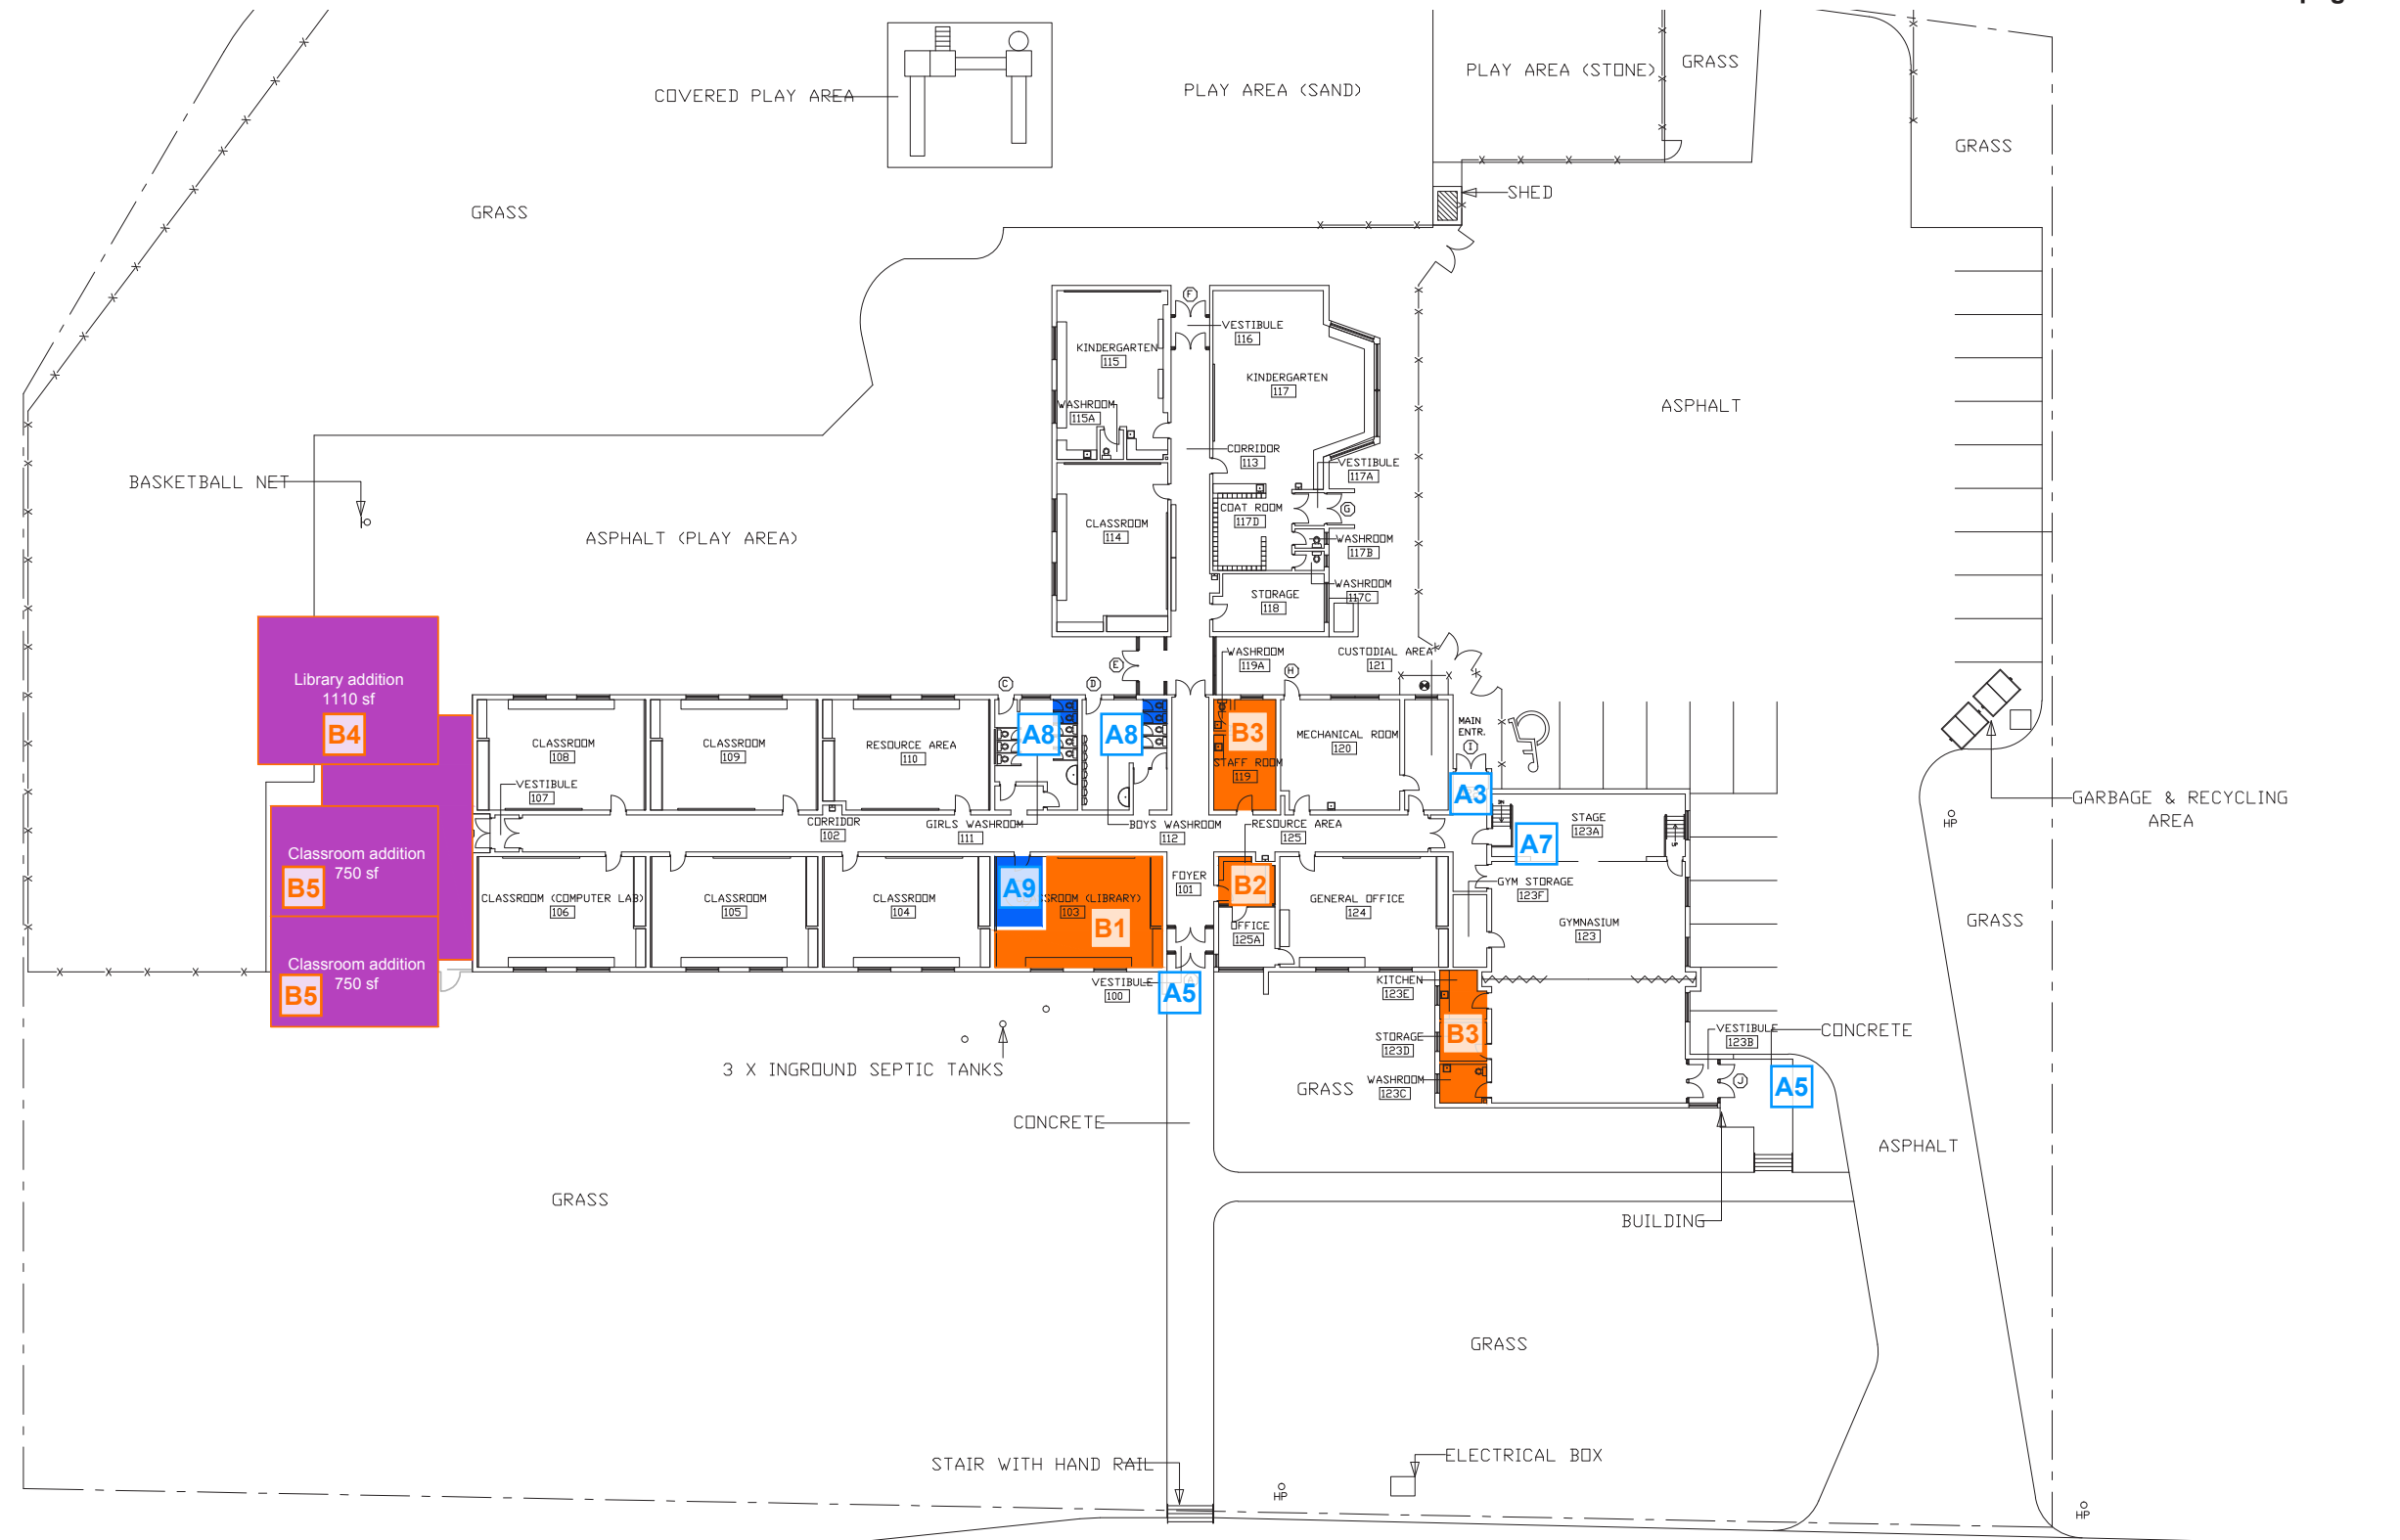 COVERED PLAY AREA
PLAY AREA (SAND)
PLAY AREA (STONE)
GRASS
GRASS
SHED
GRASS
F
VESTIBULE
116
KINDERGARTEN
115
KINDERGARTEN
117
WASHROOM
115A
ASPHALT
CORRIDOR
113
VESTIBULE
117A
BASKETBALL NET
COAT ROOM
117D
G
CLASSROOM
114
ASPHALT (PLAY AREA)
WASHROOM
117B
WASHROOM
117C
STORAGE
118
WASHROOM
119A
CUSTODIAL AREA
121
E
H
C
D
Library addition
1110 sf
B4
CLASSROOM
108
CLASSROOM
109
RESOURCE AREA
110
A8
A8
B3
STAFF ROOM
119
MECHANICAL ROOM
120
MAIN
ENTR.
I
A3
VESTIBULE
107
CORRIDOR
102
GIRLS WASHROOM
111
BOYS WASHROOM
112
RESOURCE AREA
125
A7
STAGE
123A
GARBAGE & RECYCLING
AREA
HP
Classroom addition
750 sf
B5
CLASSROOM (COMPUTER LAB)
106
CLASSROOM
105
CLASSROOM
104
A9
SROOM (LIBRARY)
103
B1
FOYER
101
B2
OFFICE
125A
GENERAL OFFICE
124
GYM STORAGE
123F
GYMNASIUM
123
GRASS
Classroom addition
750 sf
B5
VESTIBULE
100
A5
KITCHEN
123E
STORAGE
123D
B3
WASHROOM
123C
VESTIBULE
123B
CONCRETE
J
A5
3 X INGROUND SEPTIC TANKS
GRASS
CONCRETE
ASPHALT
GRASS
BUILDING
GRASS
STAIR WITH HAND RAIL
ELECTRICAL BOX
HP
HP